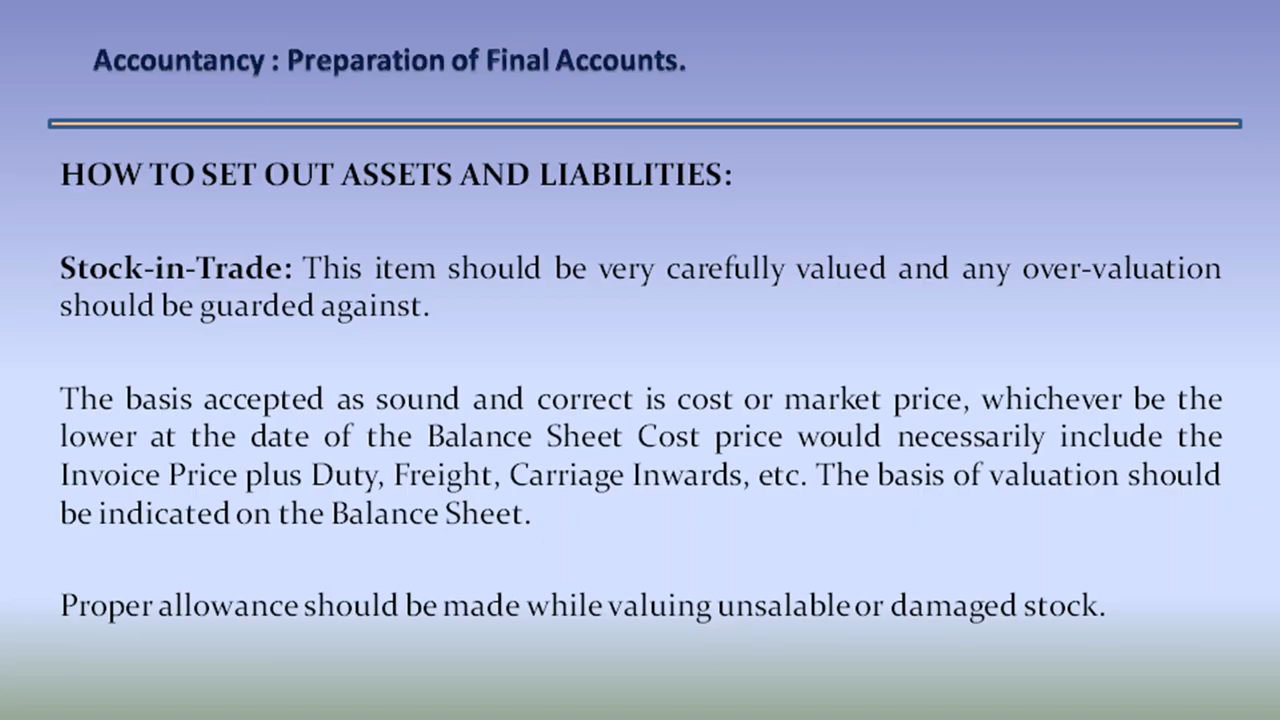 Accountancy : Preparation of Final Accounts.
HOW TO SET OUT ASSETS AND LIABILITIES:
Stock-in-Trade: This item should be very carefully valued and any over-valuation
should be guarded against.
The basis accepted as sound and correct is cost or market price, whichever be the
lower at the date of the Balance Sheet Cost price would necessarily include the
Invoice Price plus Duty, Freight, Carriage Inwards, etc. The basis of valuation should
be indicated on the Balance Sheet.
Proper allowance should be made while valuing unsalable or damaged stock.